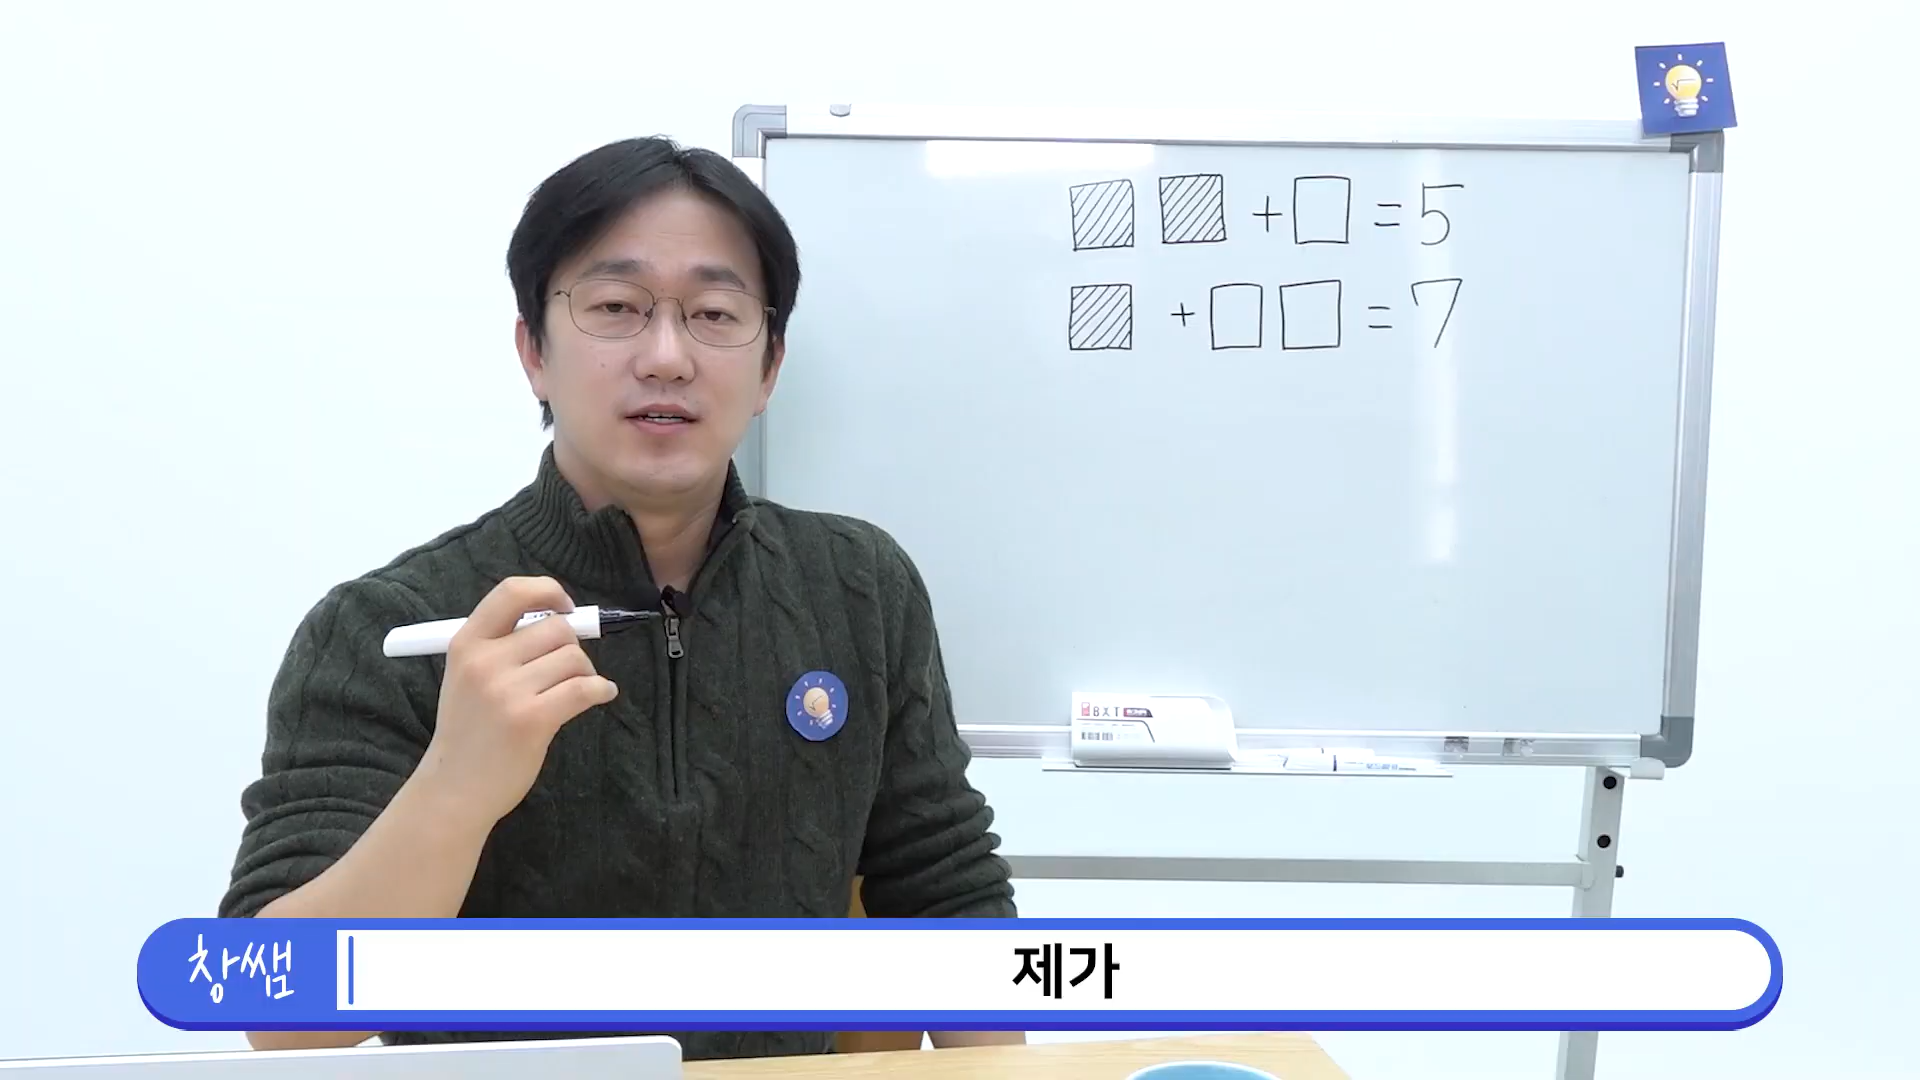 + = 5
+ = 7
BXT
창쌤
제가